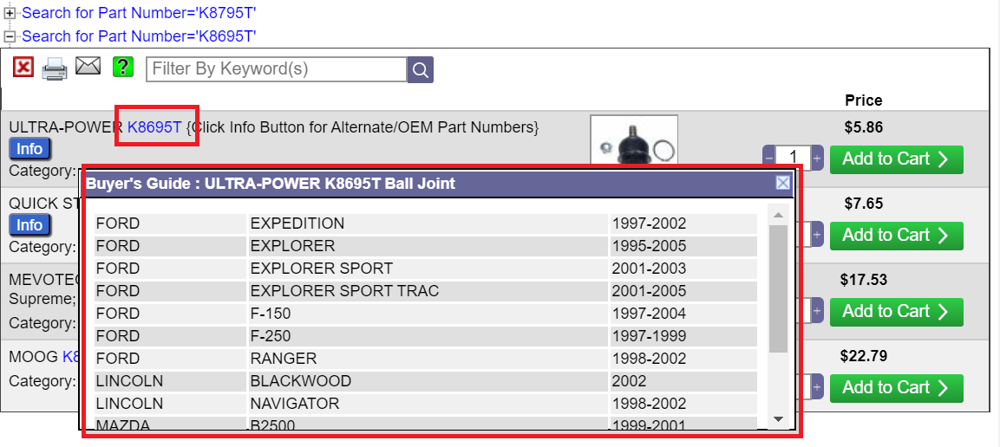 Search for Part Number='K8795T'
Search for Part Number='K8695T'
Filter By Keyword(s)
Price
ULTRA-POWER K8695T {Click Info Button for Alternate/OEM Part Numbers}
$5.86
Info
1
Add to Cart
Category:
Buyer's Guide : ULTRA-POWER K8695T Ball Joint
QUICK ST
$7.65
Info
Add to Cart
Category:
FORD EXPEDITION 1997-2002
FORD EXPLORER 1995-2005
FORD EXPLORER SPORT 2001-2003
FORD EXPLORER SPORT TRAC 2001-2005
FORD F-150 1997-2004
FORD F-250 1997-1999
FORD RANGER 1998-2002
LINCOLN BLACKWOOD 2002
LINCOLN NAVIGATOR 1998-2002
MAZDA B2500 1999-2001
MEVOTE
$17.53
Supreme;
Add to Cart
Category:
MOOG K8
$22.79
Category:
Add to Cart